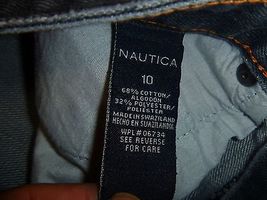 NAUTICA
10
68% COTTON/
ALGODON
32% POLYESTER/
POLIESTER
MADE IN SWAZILAND
HECHO EN SWAZILANDIA
WPL# 06734
SEE REVERSE
FOR CARE